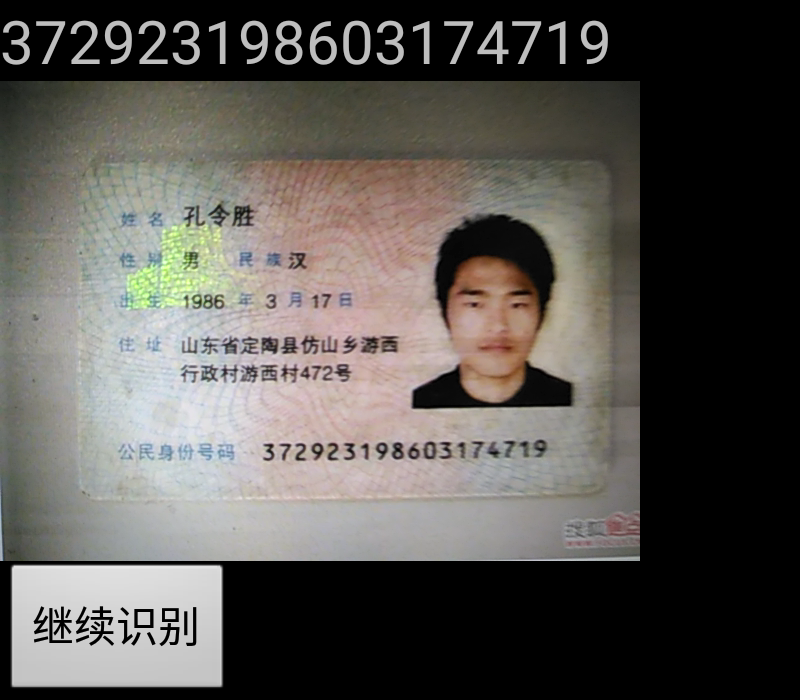 372923198603174719
姓名 孔令胜
性别 男 民族 汉
出生 1986 年 3 月 17 日
住址 山东省定陶县仿山乡游西
行政村游西村472号
公民身份号码 372923198603174719
继续识别